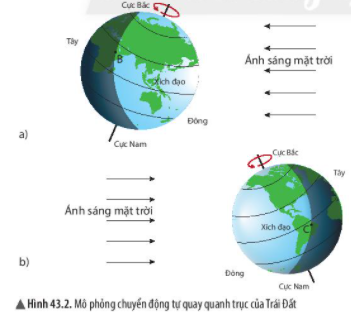 Cực Bắc
Tây
B
Ánh sáng mặt trời
Xích đạo
Đông
a)
Cực Nam
Cực Bắc
Tây
Ánh sáng mặt trời
Xích đạo
C
Đông
b)
Cực Nam
▲ Hình 43.2. Mô phỏng chuyển động tự quay quanh trục của Trái Đất